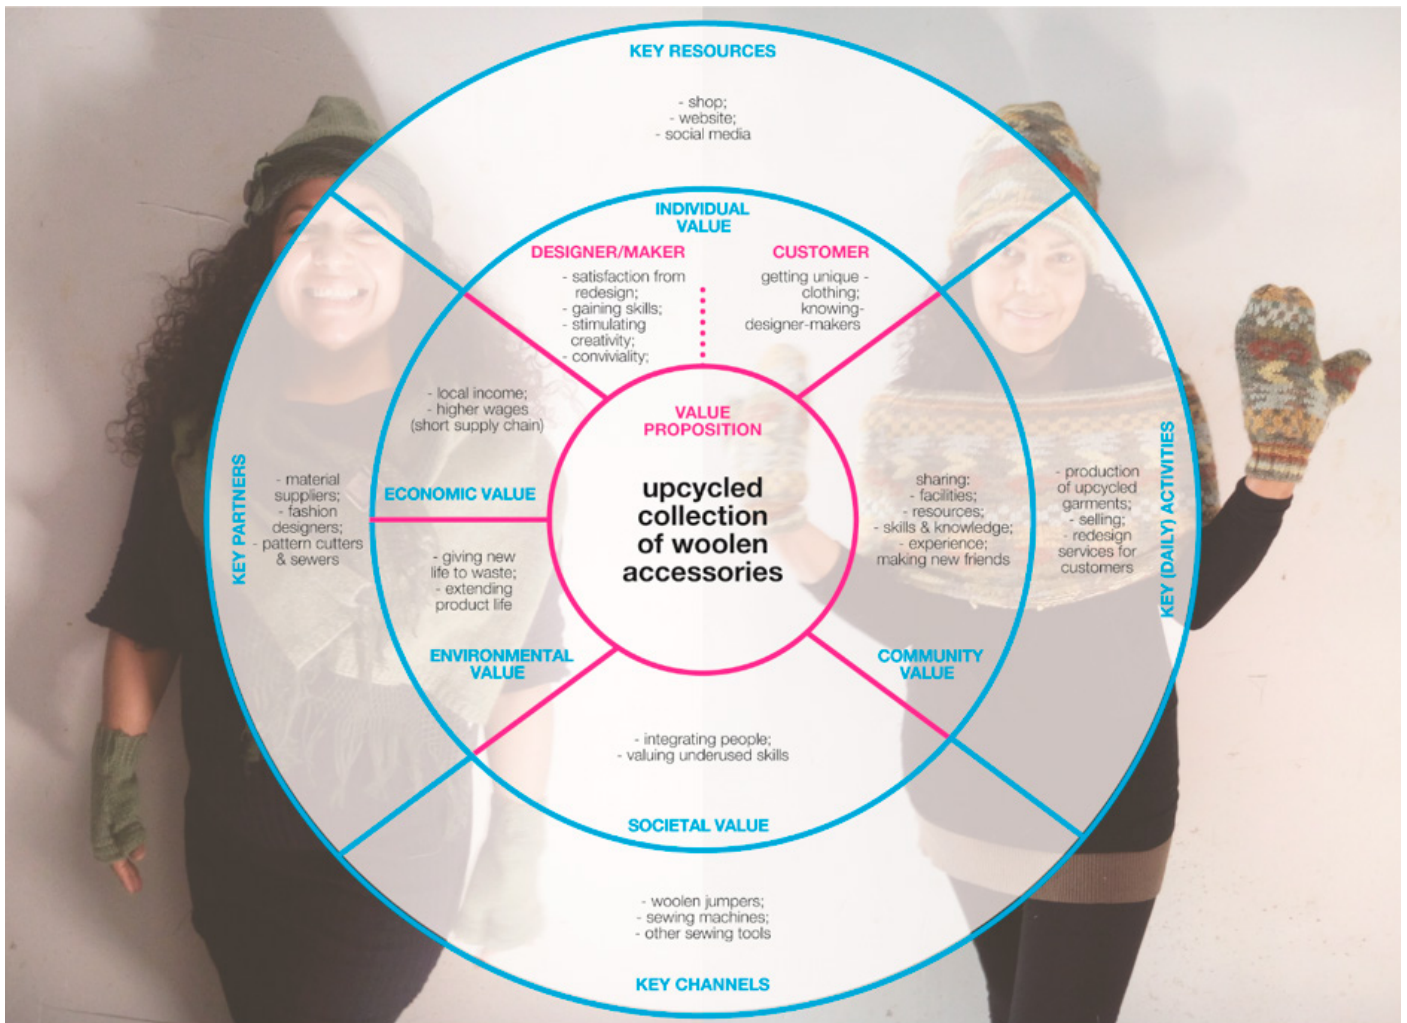 KEY RESOURCES
- shop;
- website;
- social media
INDIVIDUAL
VALUE
DESIGNER/MAKER
- satisfaction from
redesign;
- gaining skills;
- stimulating
creativity;
- conviviality;
CUSTOMER
getting unique -
clothing;
knowing-
designer-makers
- local income;
- higher wages
(short supply chain)
ECONOMIC VALUE
VALUE
PROPOSITION
upcycled
collection
of woolen
accessories
KEY PARTNERS
- material
suppliers;
- fashion
designers;
- pattern cutters
& sewers
- giving new
life to waste;
- extending
product life
ENVIRONMENTAL
VALUE
sharing:
- facilities;
- resources;
- skills & knowledge;
- experience;
making new friends
COMMUNITY
VALUE
- production
of upcycled
garments;
- selling;
- redesign
services for
customers
KEY (DAILY) ACTIVITIES
- integrating people;
- valuing underused skills
SOCIETAL VALUE
- woolen jumpers;
- sewing machines;
- other sewing tools
KEY CHANNELS